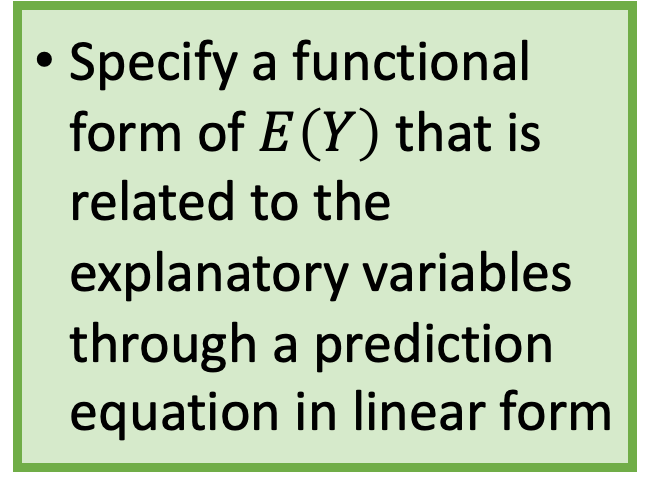 • Specify a functional
form of E(Y) that is
related to the
explanatory variables
through a prediction
equation in linear form